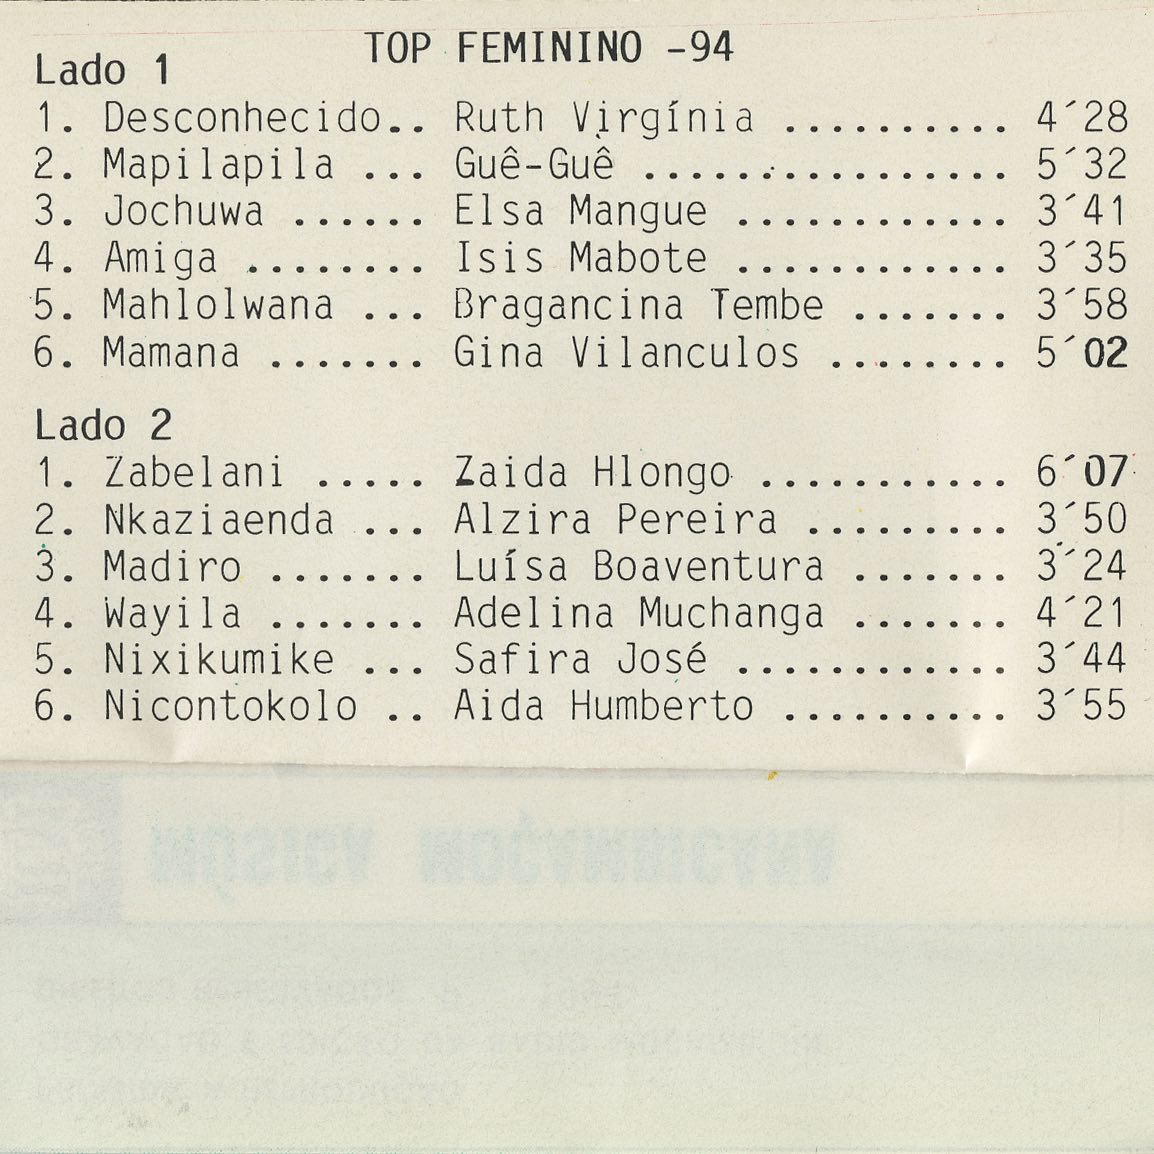 TOP FEMININO -94
Lado 1
1. Desconhecido.. Ruth Virgínia .......... 4´28
2. Mapilapila ... Guê-Guê ................ 5´32
3. Jochuwa ...... Elsa Mangue ............ 3´41
4. Amiga ........ Isis Mabote ............ 3´35
5. Mahlolwana ... Bragancina Tembe ....... 3´58
6. Mamana ....... Gina Vilanculos ........ 5´02
Lado 2
1. Zabelani ..... Zaida Hlongo ........... 6´07
2. Nkaziaenda ... Alzira Pereira ......... 3´50
3. Madiro ....... Luísa Boaventura ....... 3´24
4. Wayila ....... Adelina Muchanga ....... 4´21
5. Nixikumike ... Safira José ............ 3´44
6. Nicontokolo .. Aida Humberto .......... 3´55